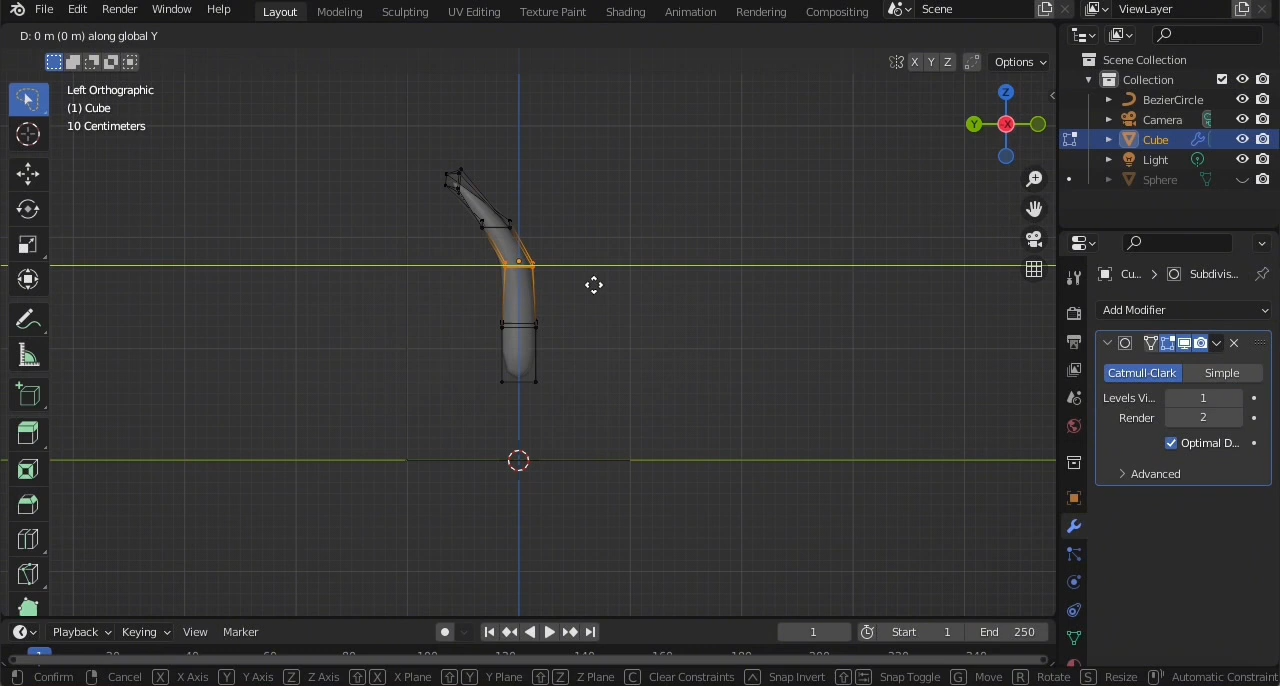 File Edit Render Window Help Layout Modeling Sculpting UV Editing Texture Paint Shading Animation Rendering Compositing Scene ViewLayer
D: 0 m (0 m) along global Y
X Y Z Options
Left Orthographic
(1) Cube
10 Centimeters
Z
Y
X
Scene Collection
Collection
BezierCircle
Camera
Cube
Light
Sphere
Cu... > Subdivis...
Add Modifier
Catmull-Clark Simple
Levels Vi... 1
Render 2
Optimal D...
Advanced
Playback Keying View Marker 1 Start 1 End 250
Confirm Cancel X X Axis Y Y Axis Z Z Axis X X Plane Y Y Plane Z Z Plane C Clear Constraints Snap Invert Snap Toggle G Move R Rotate S Resize Automatic Constraint